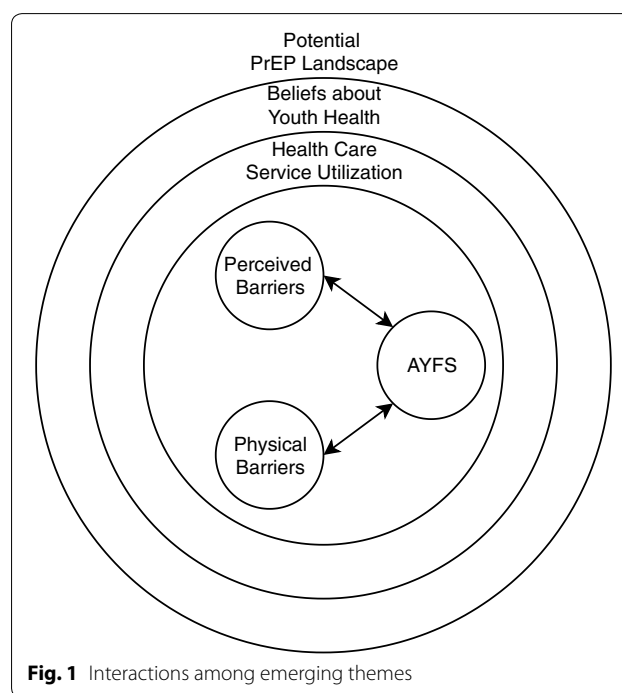 Potential
PrEP Landscape
Beliefs about
Youth Health
Health Care
Service Utilization
Perceived
Barriers
AYFS
Physical
Barriers
Fig. 1 Interactions among emerging themes